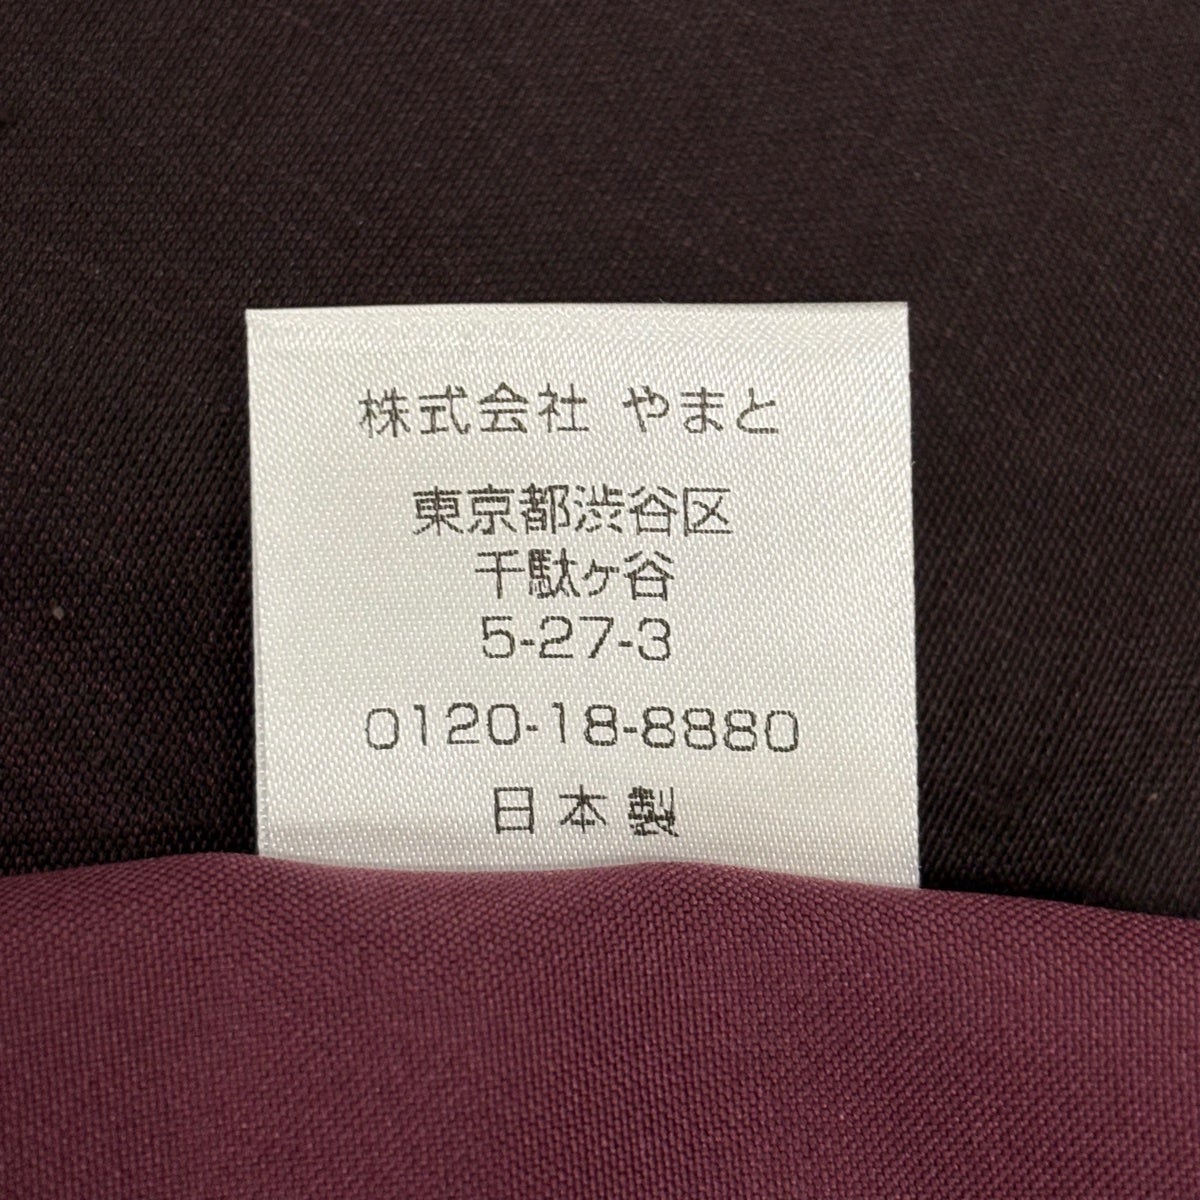 株式会社 やまと
東京都渋谷区
千駄ヶ谷
5-27-3
0120-18-8880
日本製